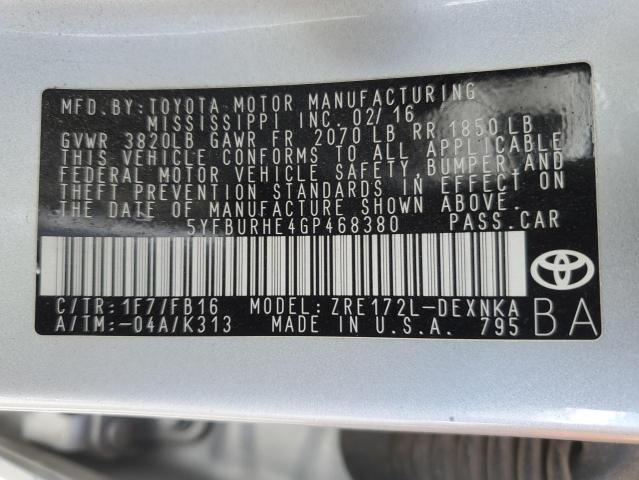 MFD.BY:TOYOTA MOTOR MANUFACTURING
MISSISSIPPI INC. 02/16
GVWR 3820LB GAWR FR 2070 LB RR 1850 LB
THIS VEHICLE CONFORMS TO ALL APPLICABLE
FEDERAL MOTOR VEHICLE SAFETY,BUMPER,AND
THEFT PREVENTION STANDARDS IN EFFECT ON
THE DATE OF MANUFACTURE SHOWN ABOVE.
5YFBURHE4GP468380 PASS.CAR
C/TR:1F7/FB16 MODEL:ZRE172L-DEXNKA
A/TM:-04A/K313 MADE IN U.S.A. 795
BA